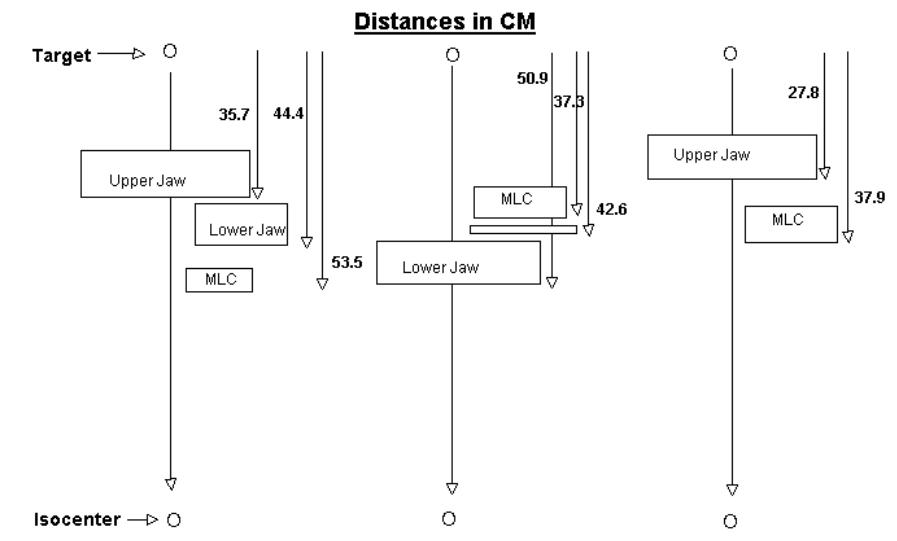 Distances in CM
Target
O
O
O
35.7
44.4
50.9
37.3
27.8
Upper Jaw
Upper Jaw
MLC
37.9
42.6
MLC
Lower Jaw
53.5
Lower Jaw
MLC
Isocenter
O
O
O